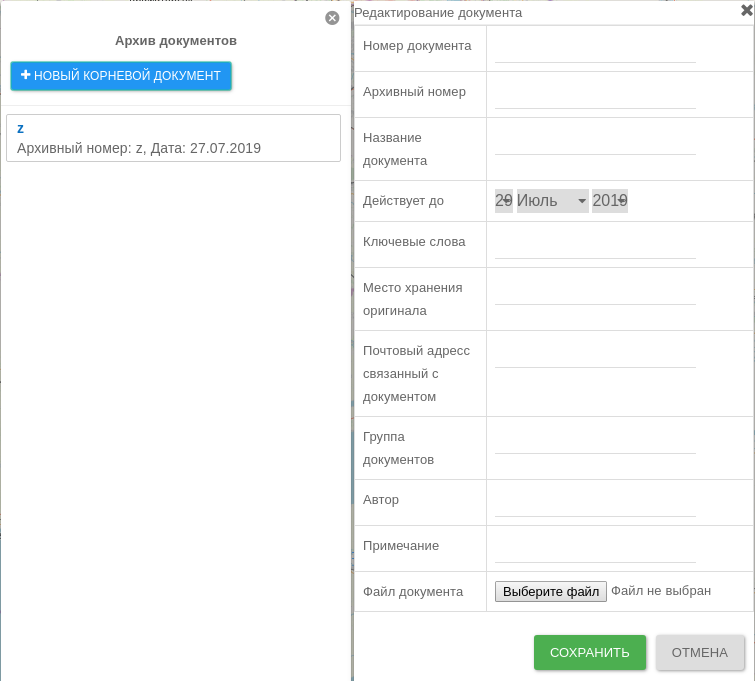 Архив документов
НОВЫЙ КОРНЕВОЙ ДОКУМЕНТ
z
Архивный номер: z, Дата: 27.07.2019
Редактирование документа
Номер документа
Архивный номер
Название
документа
Действует до
29 Июль 2019
Ключевые слова
Место хранения
оригинала
Почтовый адрес
связанный с
документом
Группа
документов
Автор
Примечание
Файл документа
Выберите файл Файл не выбран
СОХРАНИТЬ
ОТМЕНА